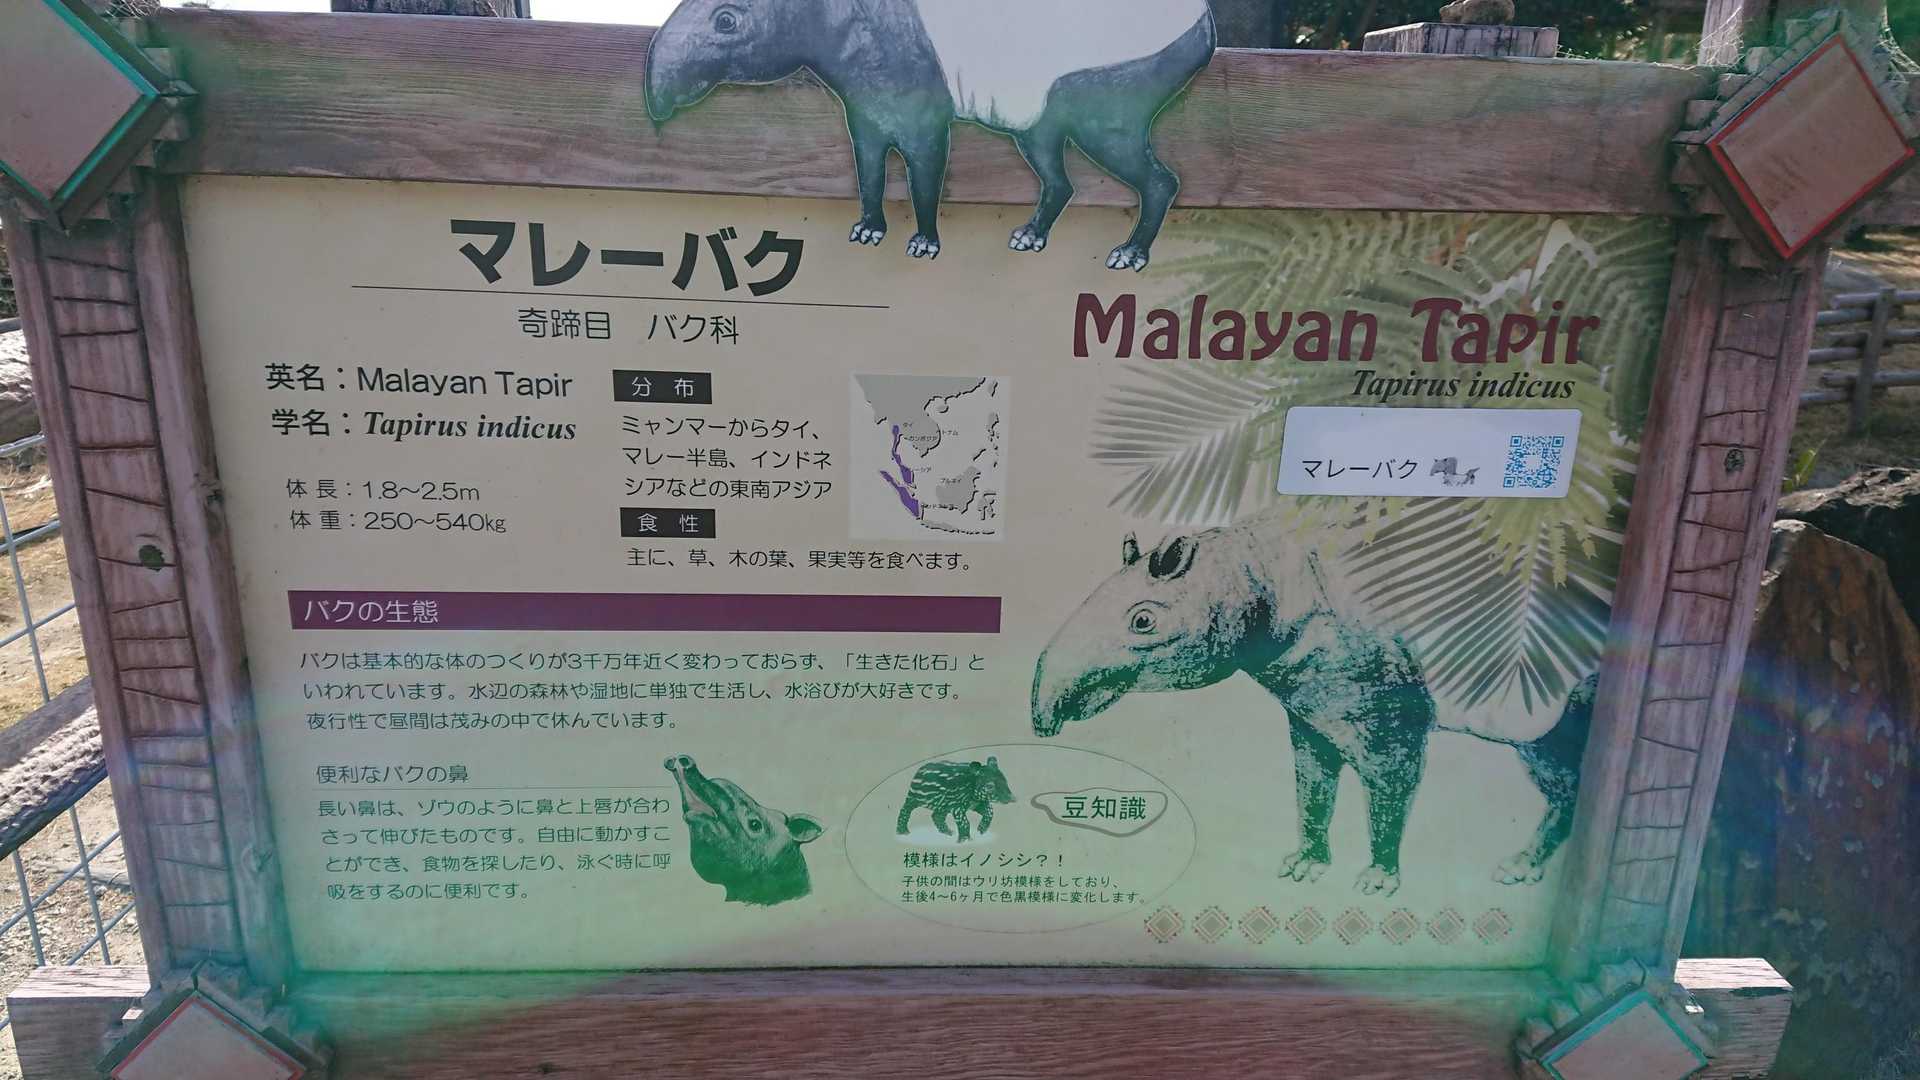 マレーバク
奇蹄目　バク科
英名：Malayan Tapir
学名：Tapirus indicus
体 長：1.8～2.5m
体 重：250～540kg
分 布
ミャンマーからタイ、
マレー半島、インドネ
シアなどの東南アジア
食 性
主に、草、木の葉、果実等を食べます。
タイ
カンボジア
Malayan Tapir
Tapirus indicus
マレーバク
バクの生態
バクは基本的な体のつくりが3千万年近く変わっておらず、「生きた化石」と
いわれています。水辺の森林や湿地に単独で生活し、水浴びが大好きです。
夜行性で昼間は茂みの中で休んでいます。
便利なバクの鼻
長い鼻は、ゾウのように鼻と上唇が合わ
さって伸びたものです。自由に動かすこ
とができ、食物を探したり、泳ぐ時に呼
吸をするのに便利です。
豆知識
模様はイノシシ？！
子供の間はウリ坊模様をしており、
生後4～6ヶ月で色黒模様に変化します。